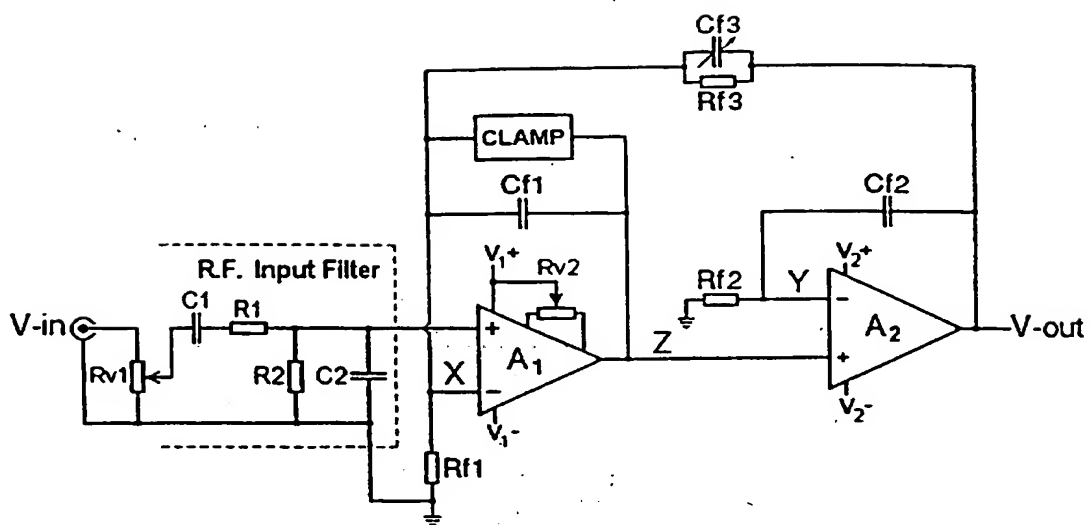 Cf3
Rf3
CLAMP
Cf1
Cf2
R.F. Input Filter
V₁+
Rv2
V₂+
C1
R1
Rf2
Y
V-in
Rv1
R2
C2
X
A₁
Z
A₂
V-out
V₁-
V₂-
Rf1